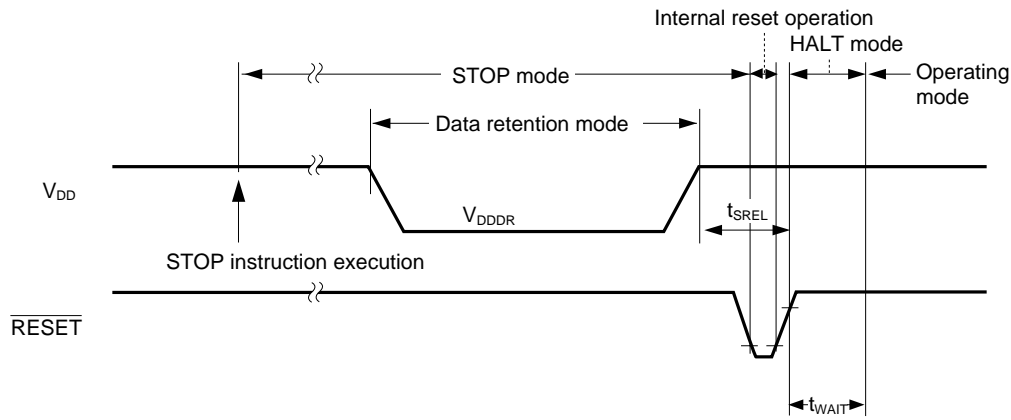 Internal reset operation
HALT mode
STOP mode
Operating
mode
Data retention mode
VDD
VDDDR
tSREL
STOP instruction execution
RESET
tWAIT